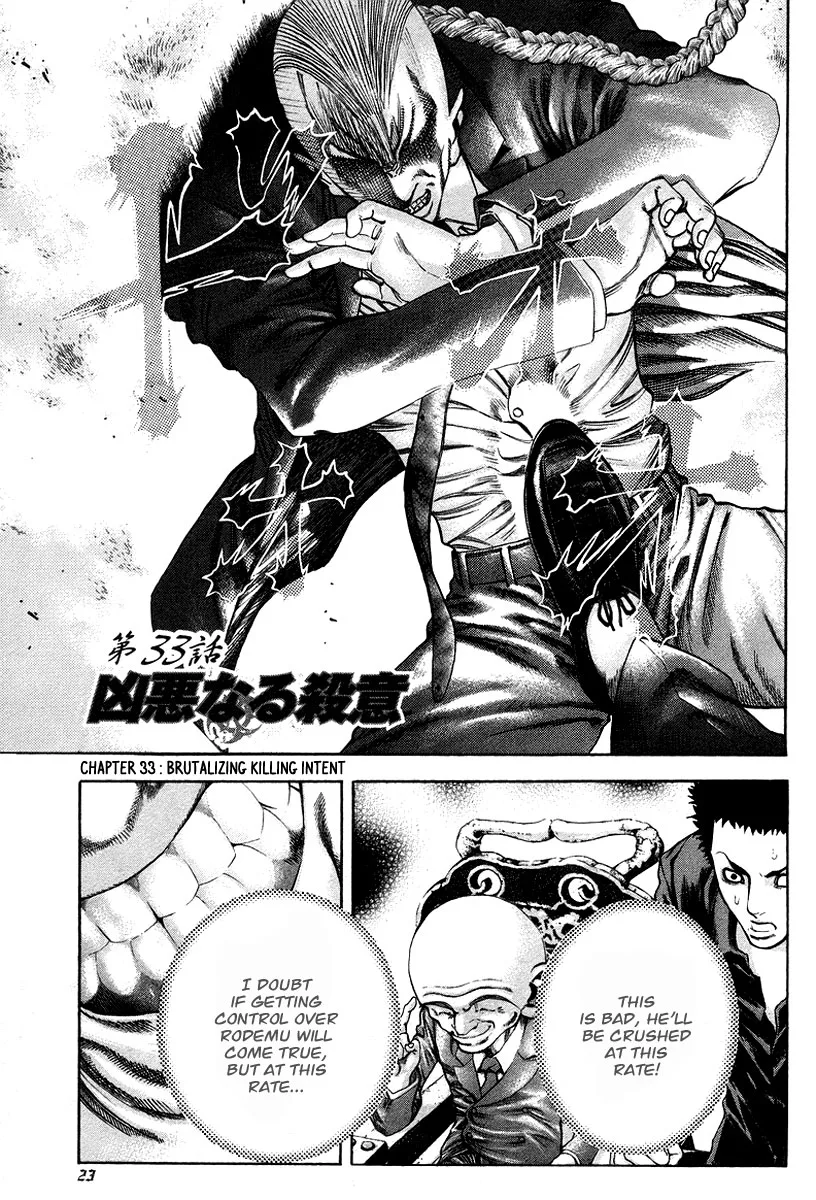 第33話
凶悪なる殺意
CHAPTER 33 : BRUTALIZING KILLING INTENT
THIS
IS BAD, HE'LL
BE CRUSHED
AT THIS
RATE!
I DOUBT
IF GETTING
CONTROL OVER
RODEMU WILL
COME TRUE,
BUT AT THIS
RATE...
23